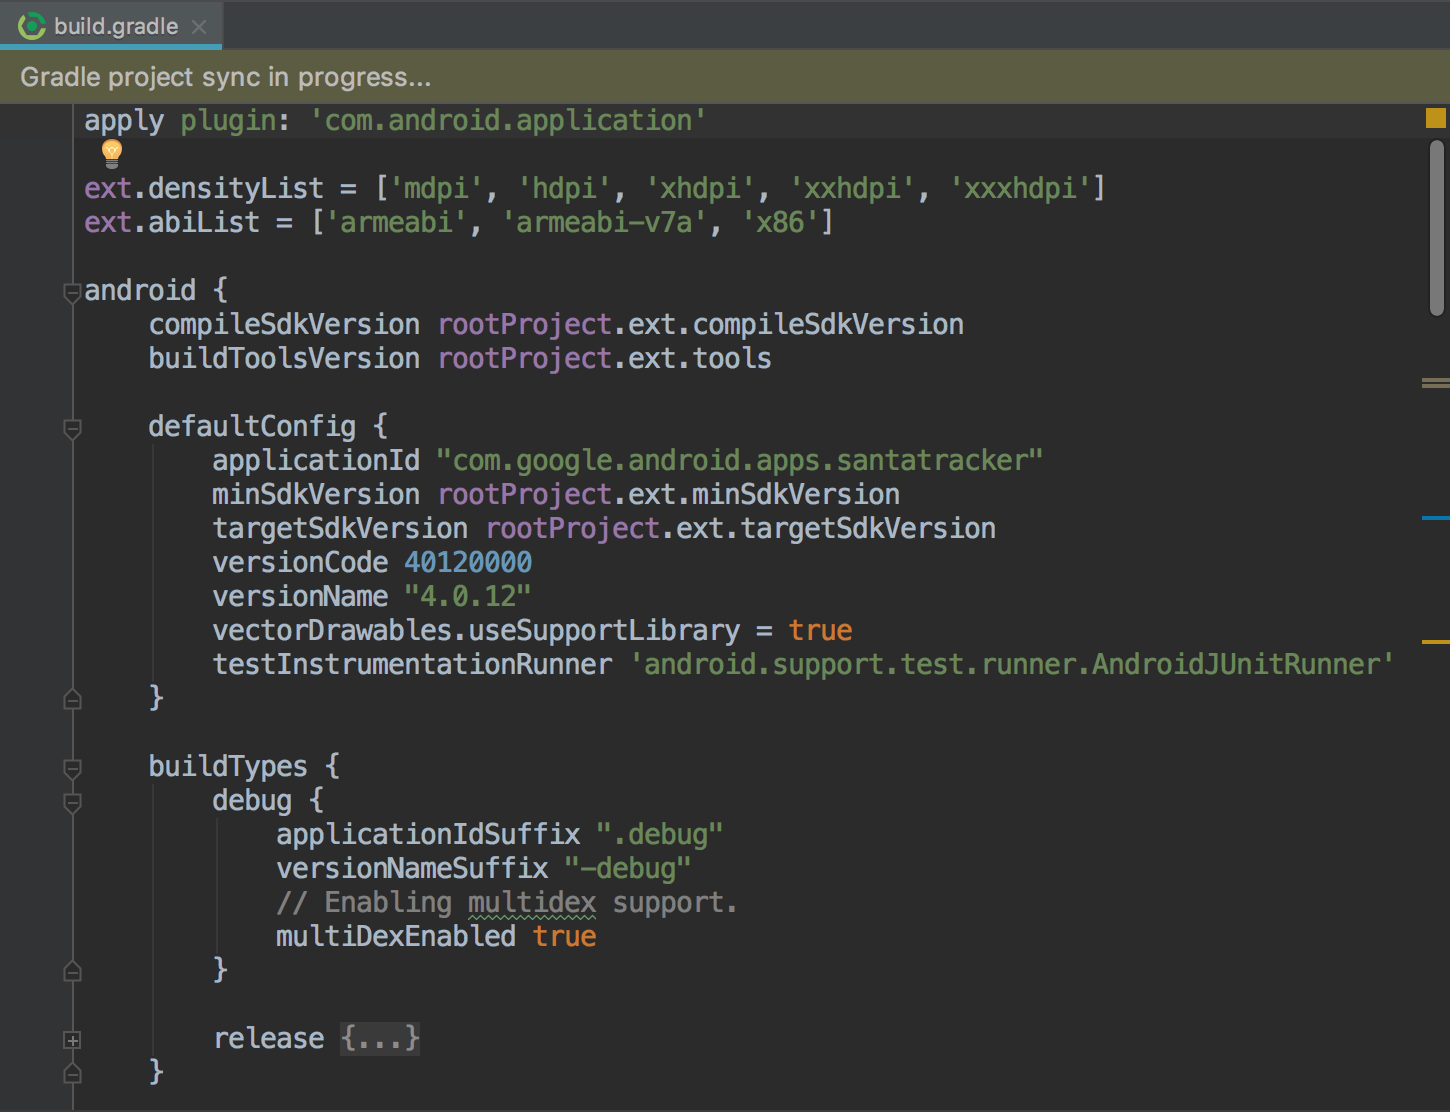 build.gradle
Gradle project sync in progress...
apply plugin: 'com.android.application'
ext.densityList = ['mdpi', 'hdpi', 'xhdpi', 'xxhdpi', 'xxxhdpi']
ext.abiList = ['armeabi', 'armeabi-v7a', 'x86']
android {
    compileSdkVersion rootProject.ext.compileSdkVersion
    buildToolsVersion rootProject.ext.tools
    defaultConfig {
        applicationId "com.google.android.apps.santatracker"
        minSdkVersion rootProject.ext.minSdkVersion
        targetSdkVersion rootProject.ext.targetSdkVersion
        versionCode 40120000
        versionName "4.0.12"
        vectorDrawables.useSupportLibrary = true
        testInstrumentationRunner 'android.support.test.runner.AndroidJUnitRunner'
    }
    buildTypes {
        debug {
            applicationIdSuffix ".debug"
            versionNameSuffix "-debug"
            // Enabling multidex support.
            multiDexEnabled true
        }
        release {...}
    }